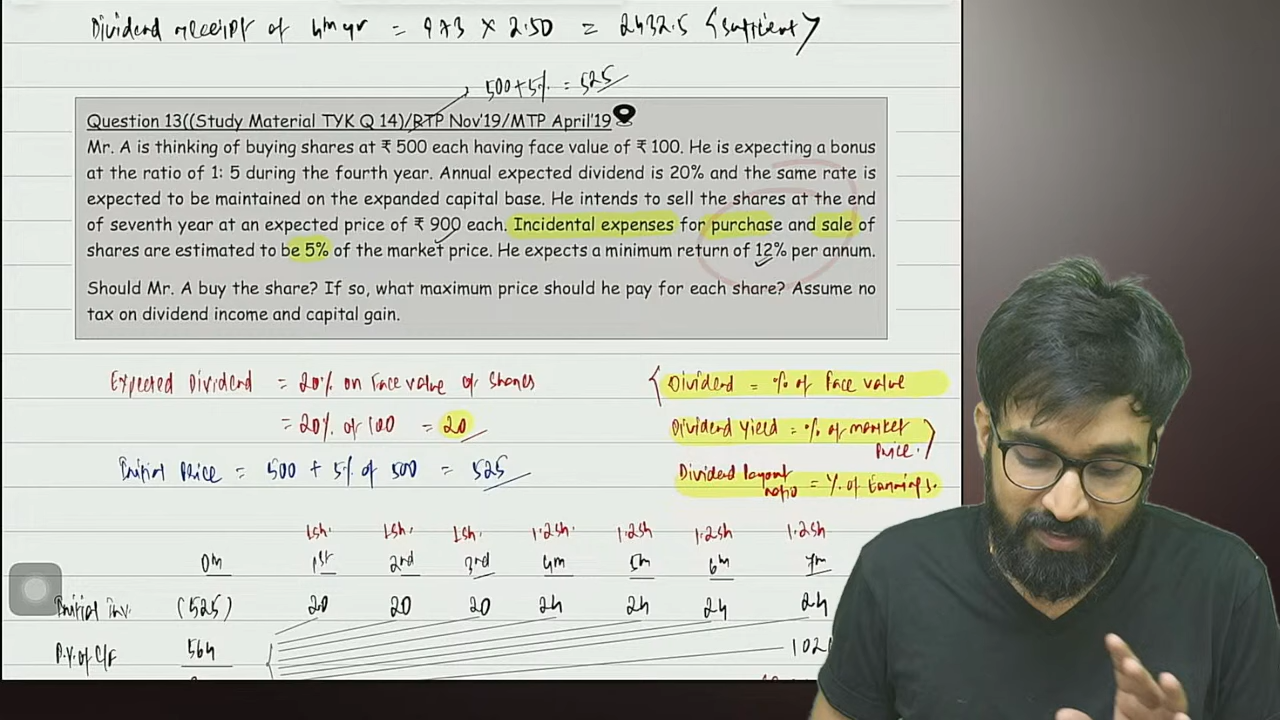 Dividend receipt of 4th yr = 973 × 2.50 = 2432.5 {sufficient}
500+5% = 525
Question 13((Study Material TYK Q 14)/RTP Nov'19/MTP April'19
Mr. A is thinking of buying shares at ₹ 500 each having face value of ₹ 100. He is expecting a bonus
at the ratio of 1: 5 during the fourth year. Annual expected dividend is 20% and the same rate is
expected to be maintained on the expanded capital base. He intends to sell the shares at the end
of seventh year at an expected price of ₹ 900 each. Incidental expenses for purchase and sale of
shares are estimated to be 5% of the market price. He expects a minimum return of 12% per annum.
Should Mr. A buy the share? If so, what maximum price should he pay for each share? Assume no
tax on dividend income and capital gain.
Expected Dividend = 20% on Face value of Shares
= 20% of 100 = 20
Initial Price = 500 + 5% of 500 = 525
{Dividend = % of Face value
Dividend Yield = % of market Price.}
Dividend payout ratio = % of Earnings.
1sh. 1sh. 1sh. 1.2sh 1.2sh 1.2sh 1.2sh
0th 1st 2nd 3rd 4th 5th 6th 7th
Initial Inv. (525) 20 20 20 24 24 24 24
P.V. of C/F 564